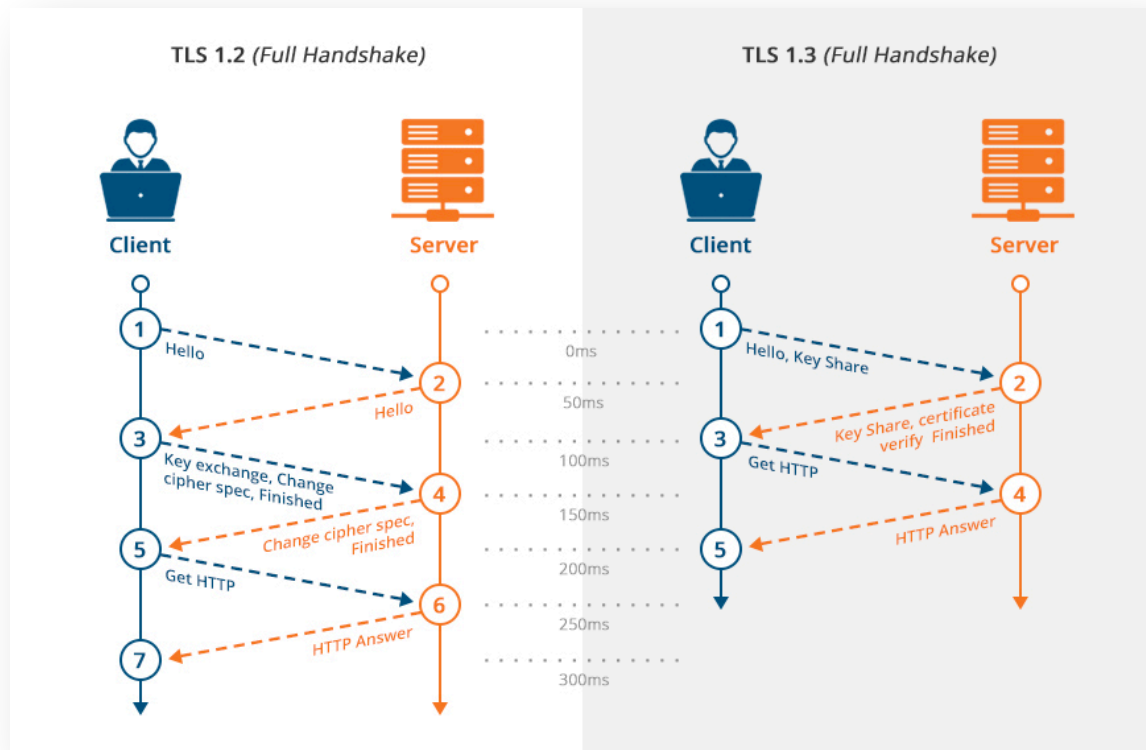 TLS 1.2 (Full Handshake)
Client
Server
1
Hello
2
Hello
3
Key exchange, Change
cipher spec, Finished
4
Change cipher spec,
Finished
5
Get HTTP
6
HTTP Answer
7
0ms
50ms
100ms
150ms
200ms
250ms
300ms
TLS 1.3 (Full Handshake)
Client
Server
1
Hello, Key Share
2
Key Share, certificate
verify Finished
3
Get HTTP
4
HTTP Answer
5